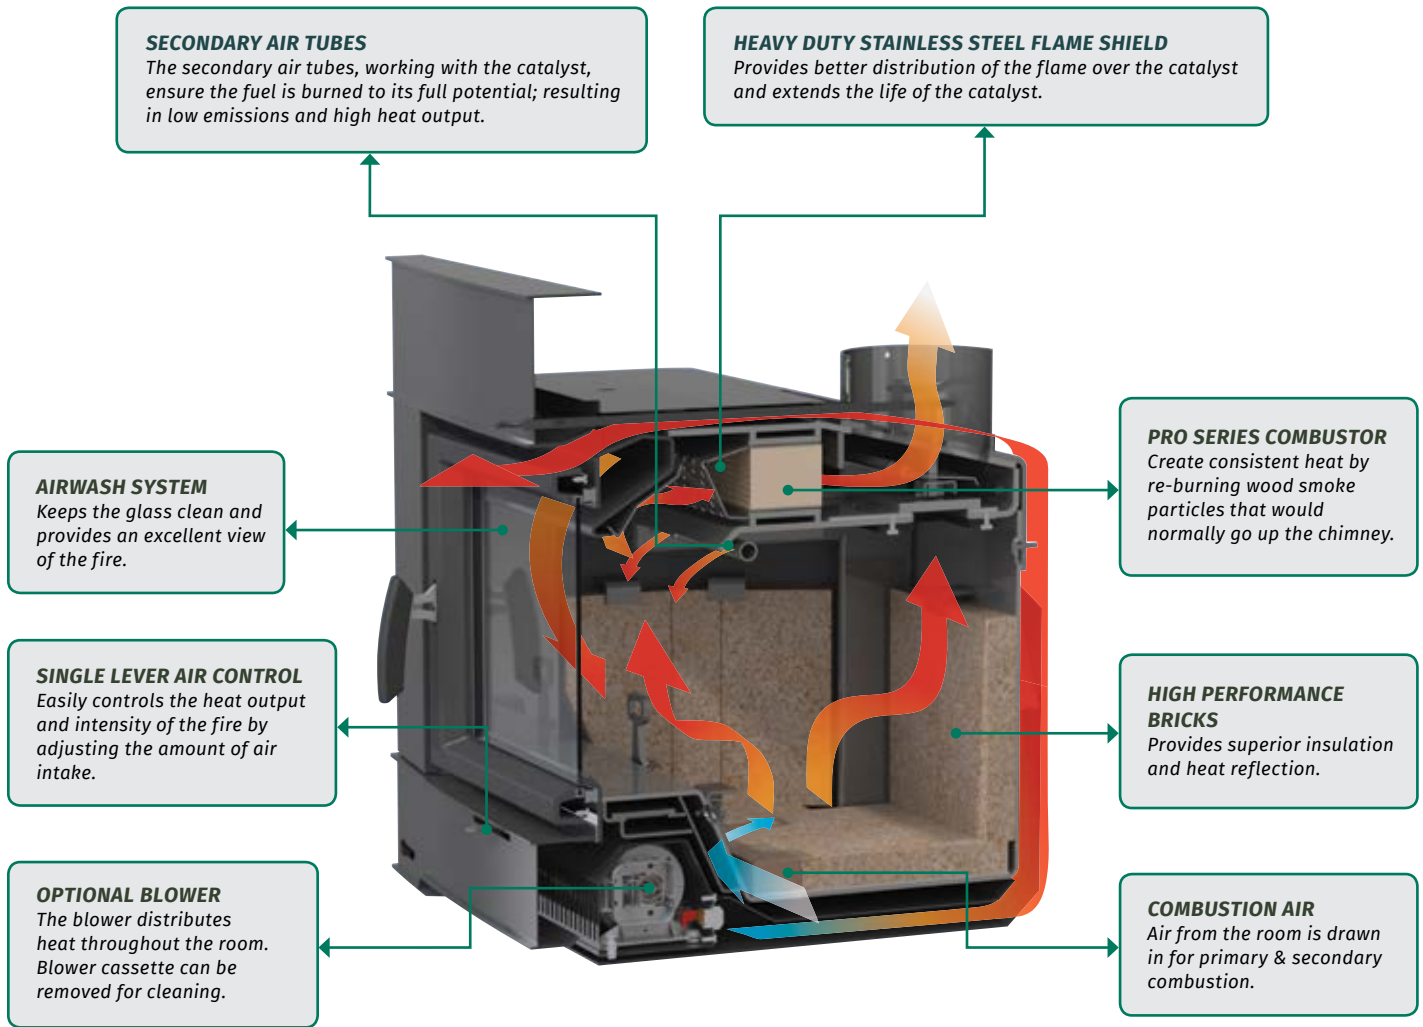 SECONDARY AIR TUBES
The secondary air tubes, working with the catalyst,
ensure the fuel is burned to its full potential; resulting
in low emissions and high heat output.
HEAVY DUTY STAINLESS STEEL FLAME SHIELD
Provides better distribution of the flame over the catalyst
and extends the life of the catalyst.
AIRWASH SYSTEM
Keeps the glass clean and
provides an excellent view
of the fire.
SINGLE LEVER AIR CONTROL
Easily controls the heat output
and intensity of the fire by
adjusting the amount of air
intake.
OPTIONAL BLOWER
The blower distributes
heat throughout the room.
Blower cassette can be
removed for cleaning.
PRO SERIES COMBUSTOR
Create consistent heat by
re-burning wood smoke
particles that would
normally go up the chimney.
HIGH PERFORMANCE
BRICKS
Provides superior insulation
and heat reflection.
COMBUSTION AIR
Air from the room is drawn
in for primary & secondary
combustion.